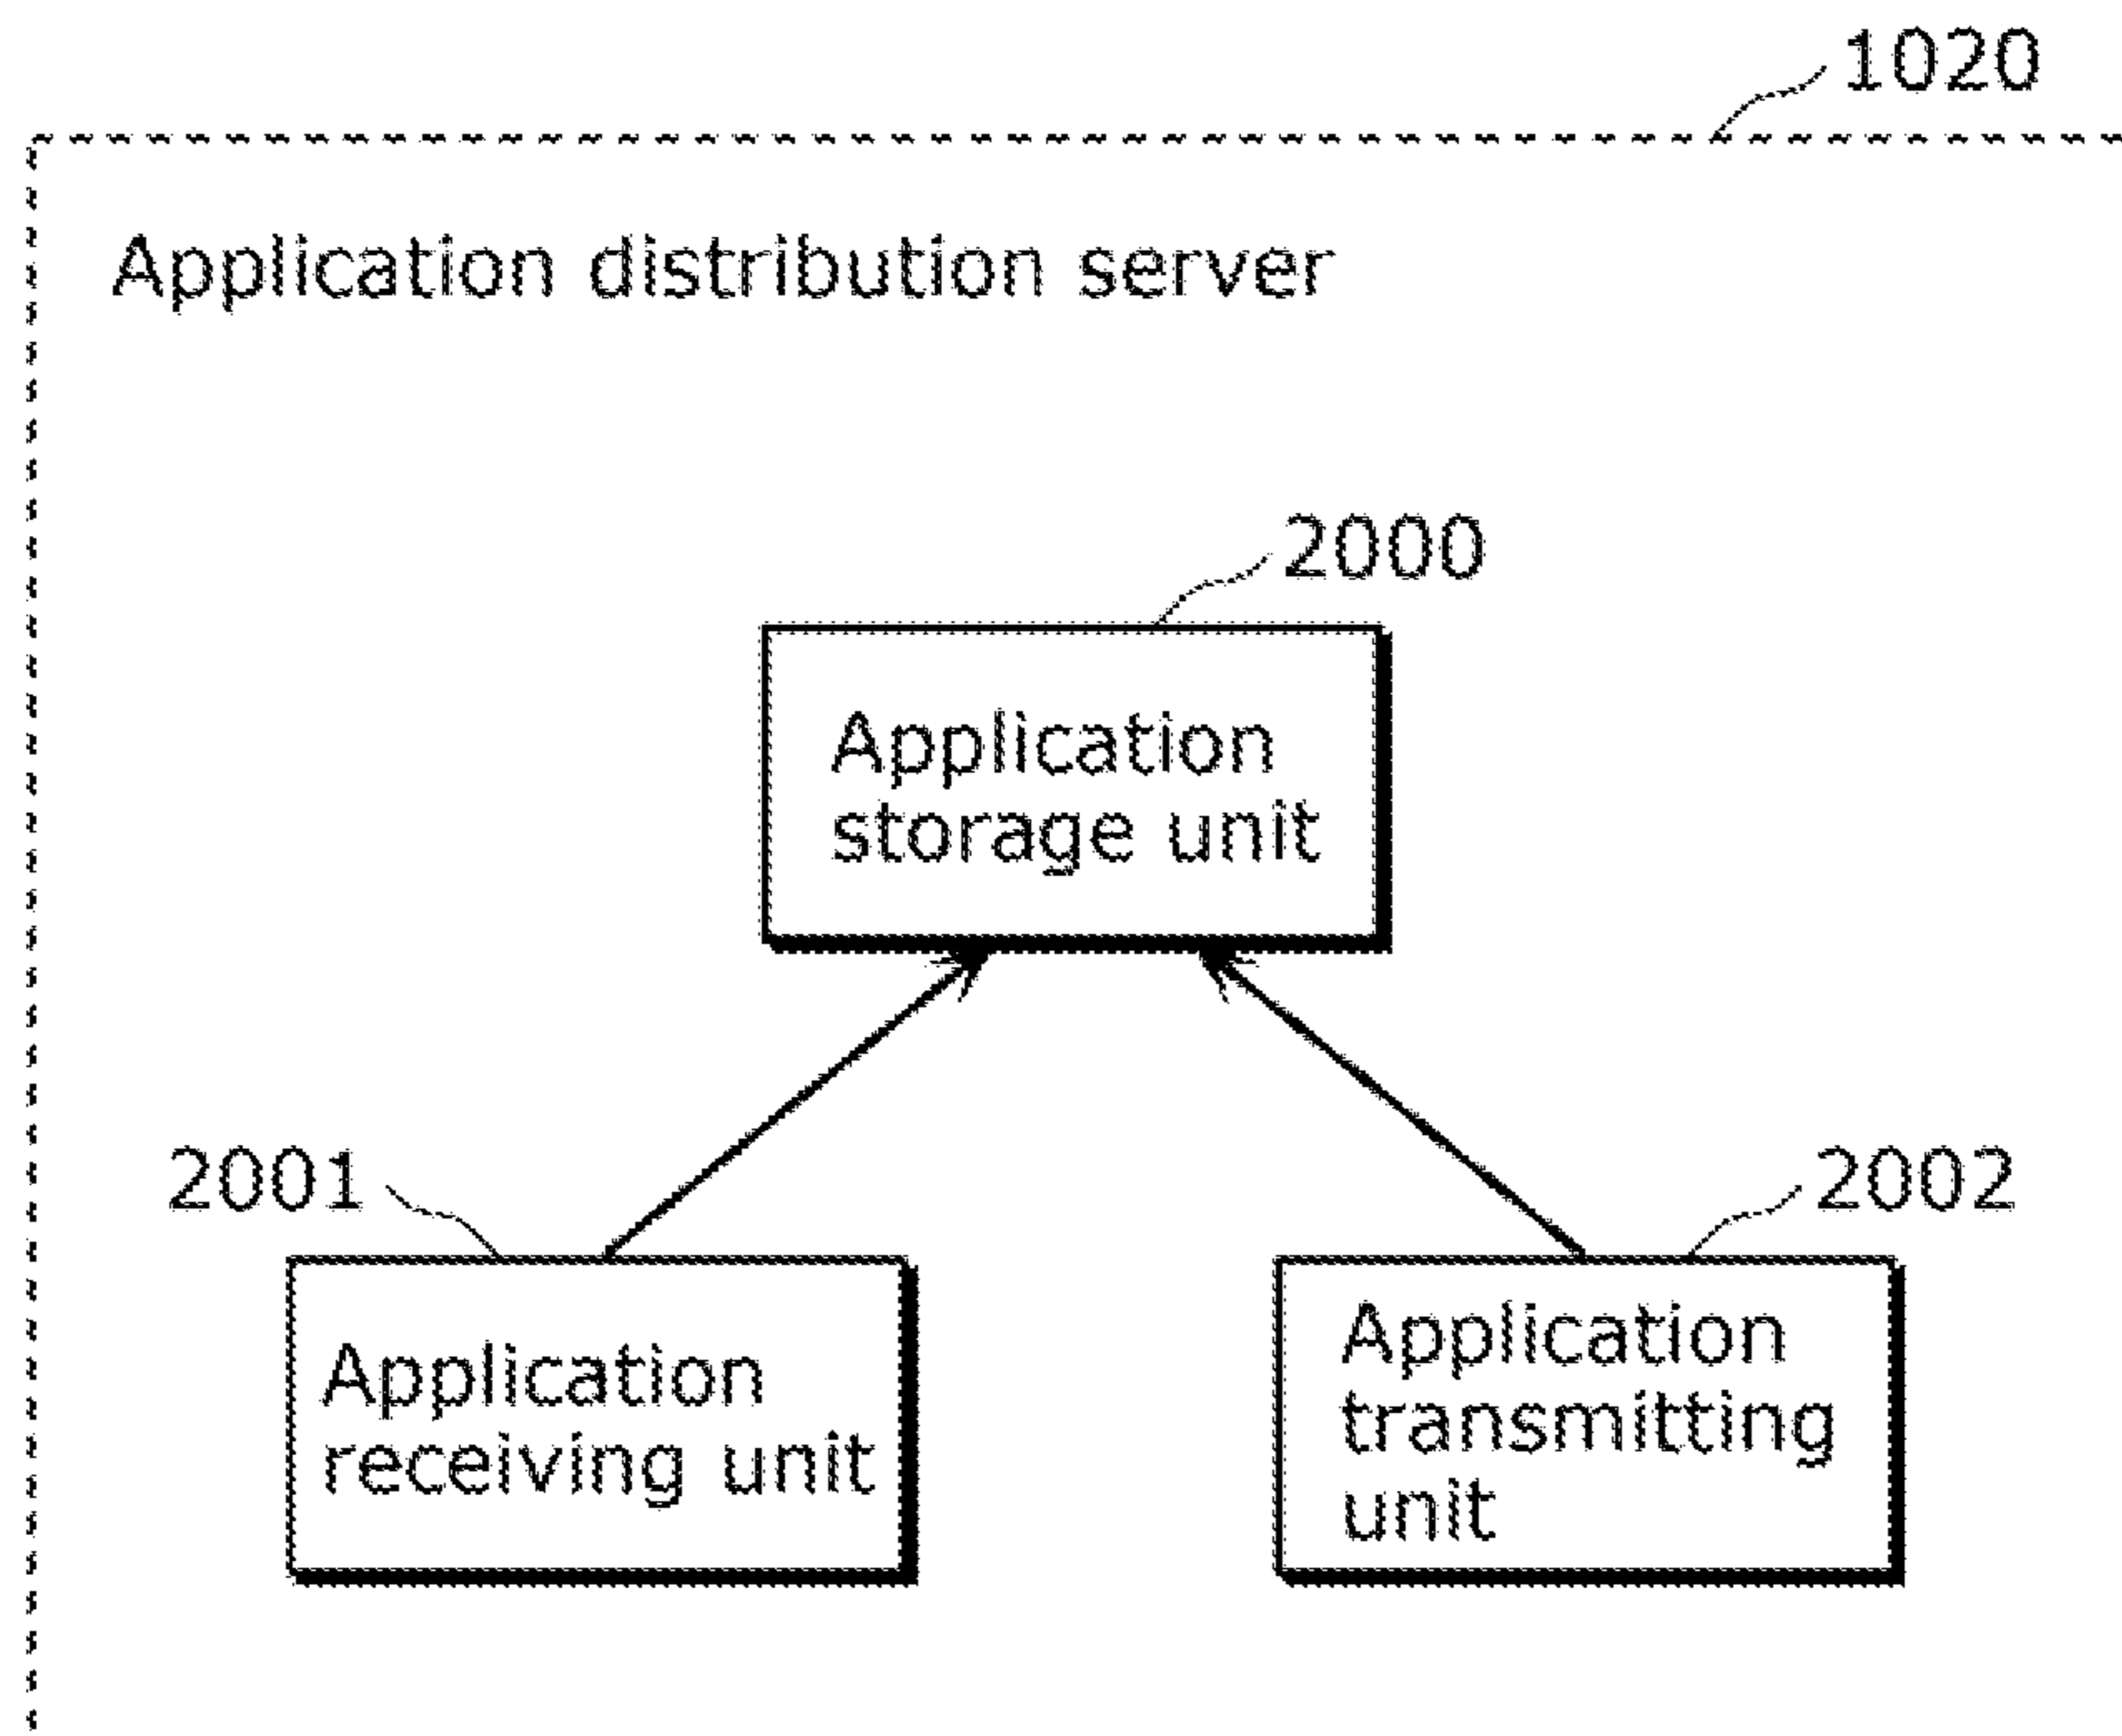 1020
Application distribution server
2000
Application
storage unit
2001
2002
Application
receiving unit
Application
transmitting
unit